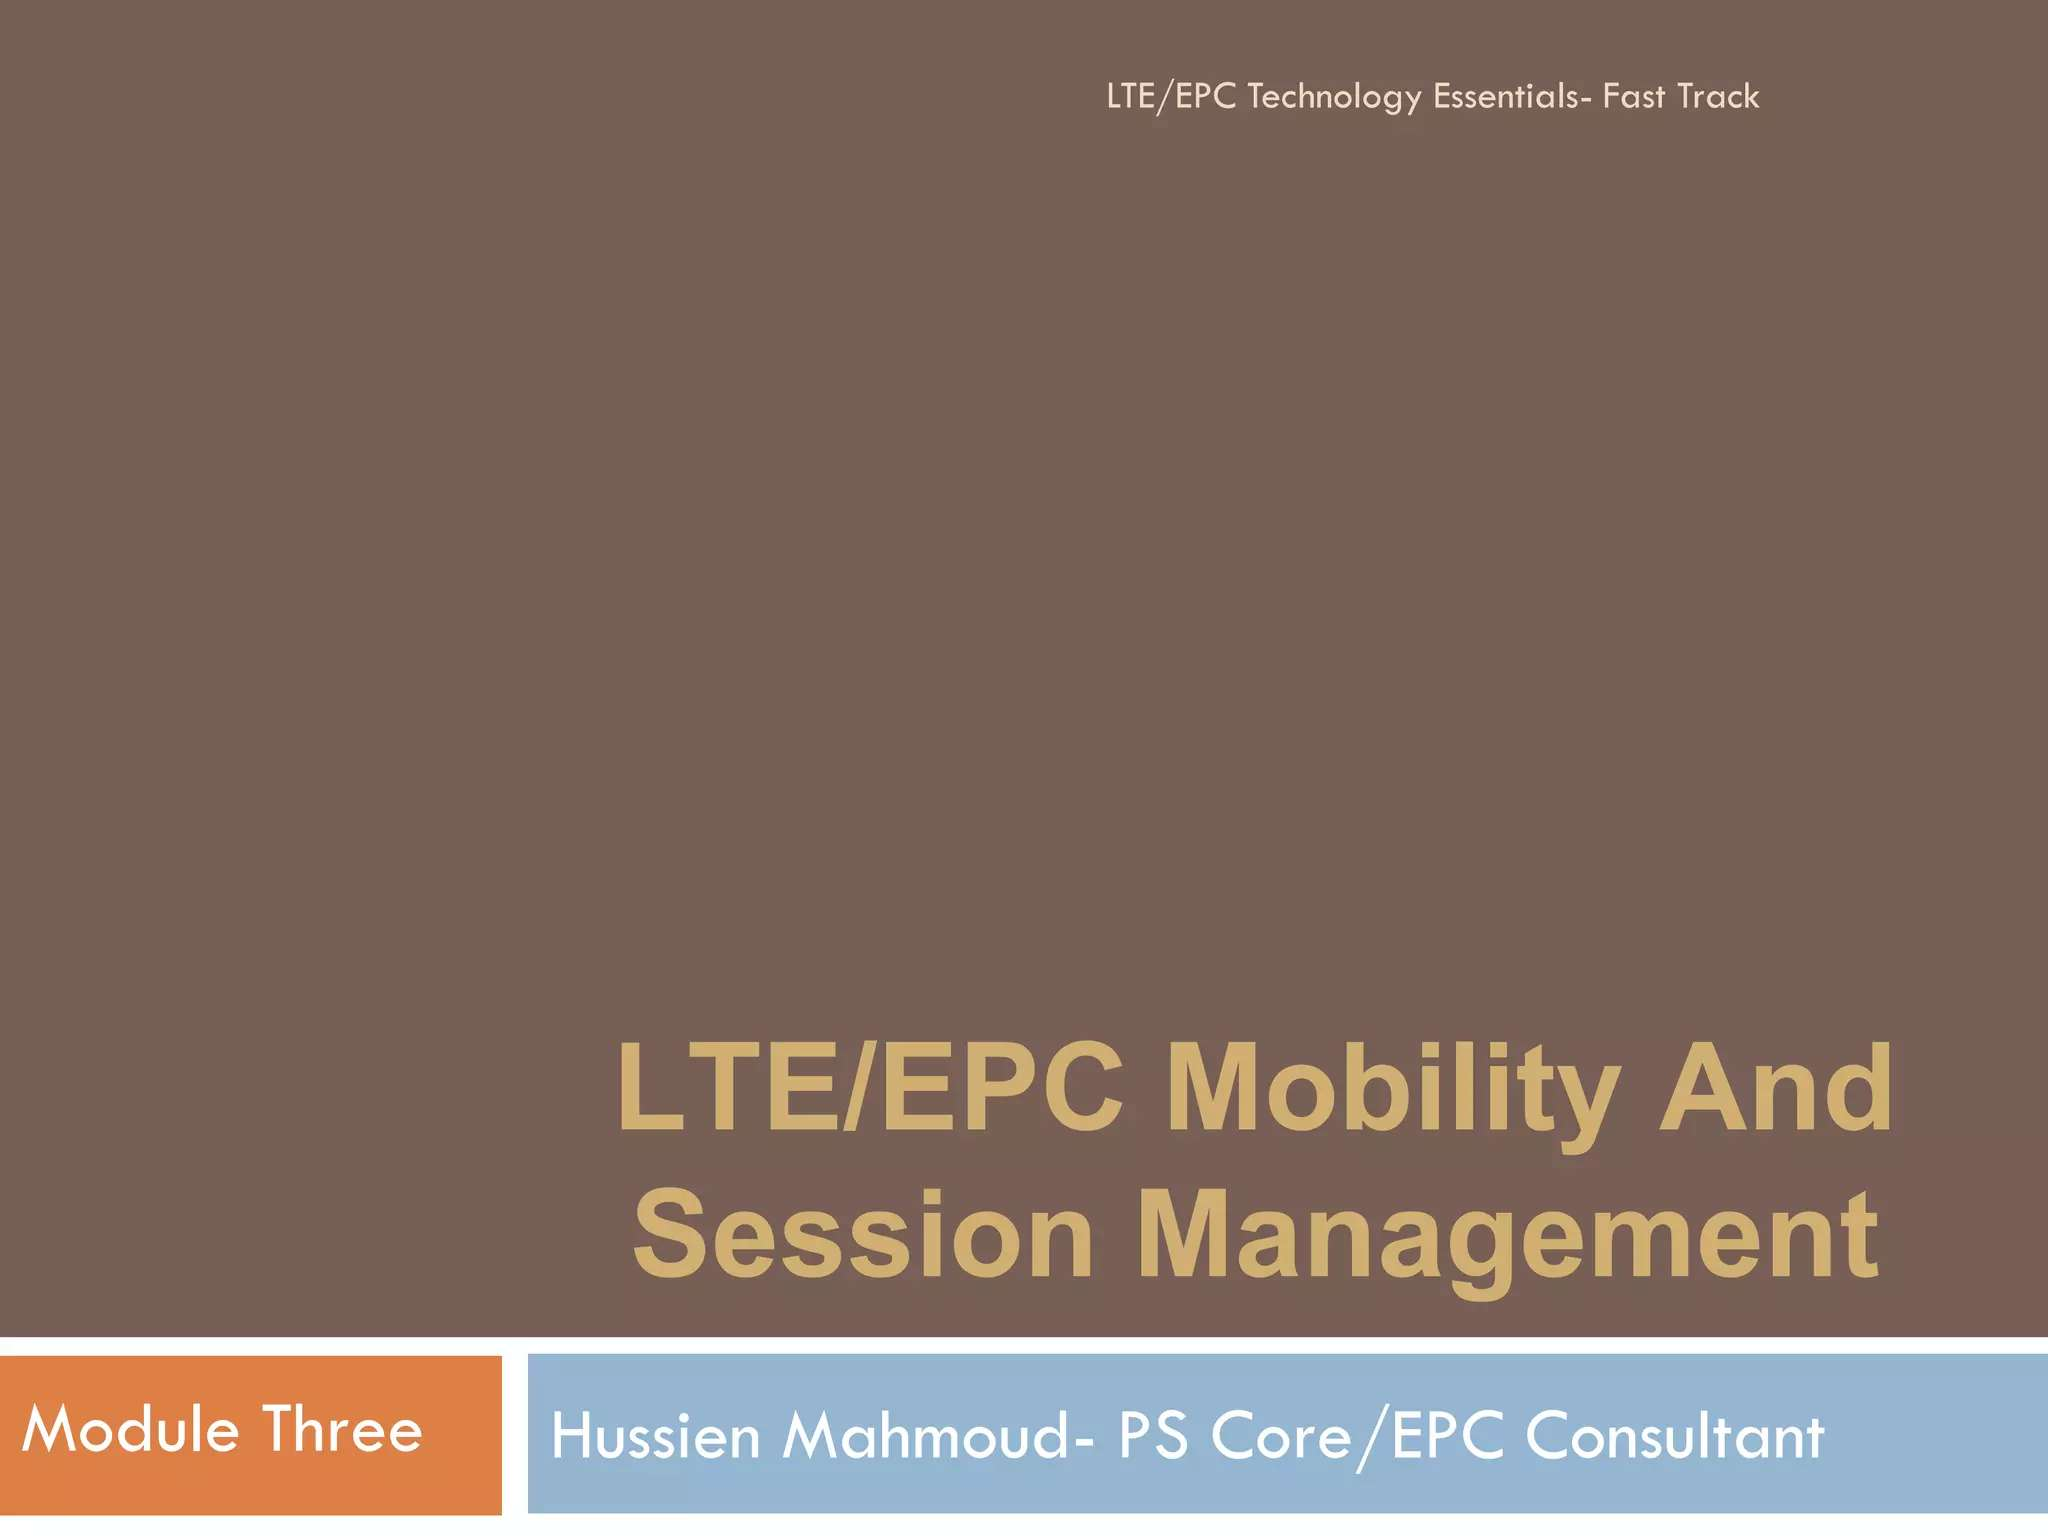 LTE/EPC Technology Essentials- Fast Track
LTE/EPC Mobility And
Session Management
Module Three
Hussien Mahmoud- PS Core/EPC Consultant